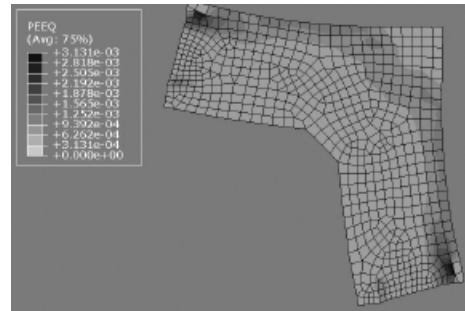 PEEQ
(Avg: 75%)
+3.131e-03
+2.818e-03
+2.505e-03
+2.192e-03
+1.878e-03
+1.565e-03
+1.252e-03
+9.392e-04
+6.262e-04
+3.131e-04
+0.000e+00